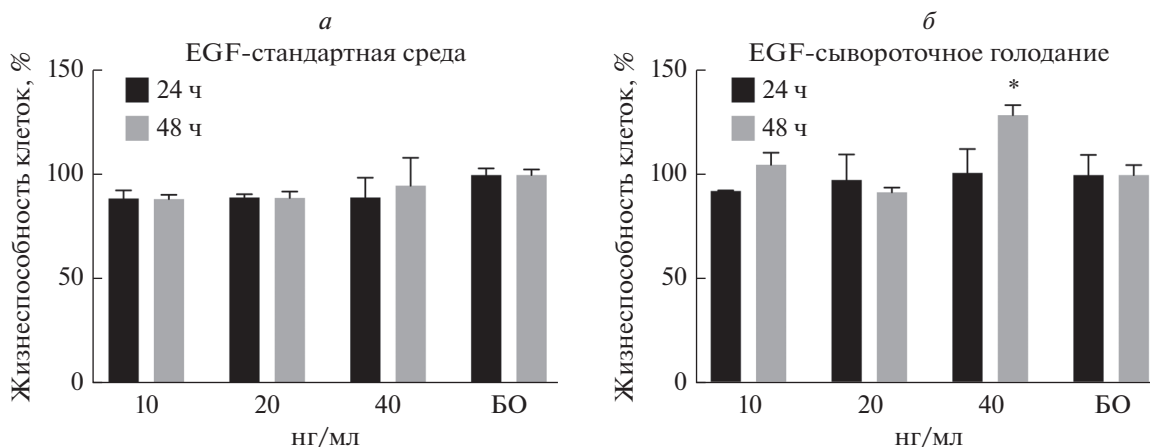 а
EGF-стандартная среда
Жизнеспособность клеток, %
150
100
50
0
24 ч
48 ч
10 20 40 БО
нг/мл
б
EGF-сывороточное голодание
Жизнеспособность клеток, %
150
100
50
0
24 ч
48 ч
*
10 20 40 БО
нг/мл